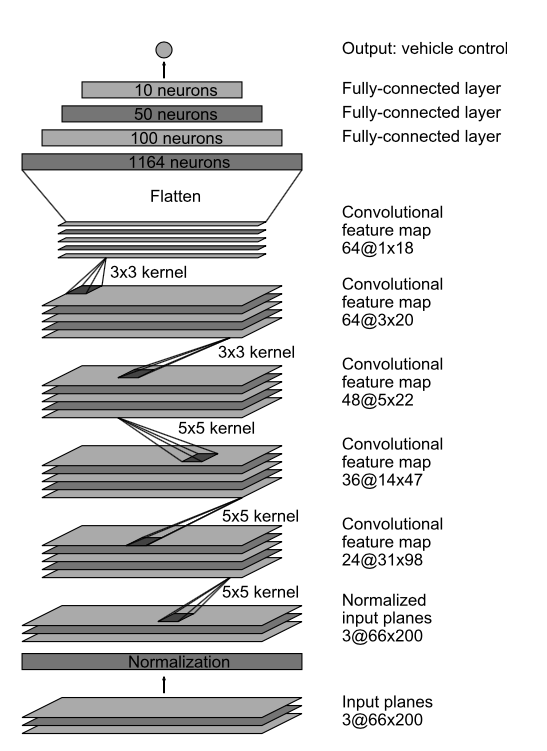 Output: vehicle control
10 neurons
Fully-connected layer
50 neurons
Fully-connected layer
100 neurons
Fully-connected layer
1164 neurons
Flatten
Convolutional
feature map
64@1x18
3x3 kernel
Convolutional
feature map
64@3x20
3x3 kernel
Convolutional
feature map
48@5x22
5x5 kernel
Convolutional
feature map
36@14x47
5x5 kernel
Convolutional
feature map
24@31x98
5x5 kernel
Normalized
input planes
3@66x200
Normalization
Input planes
3@66x200